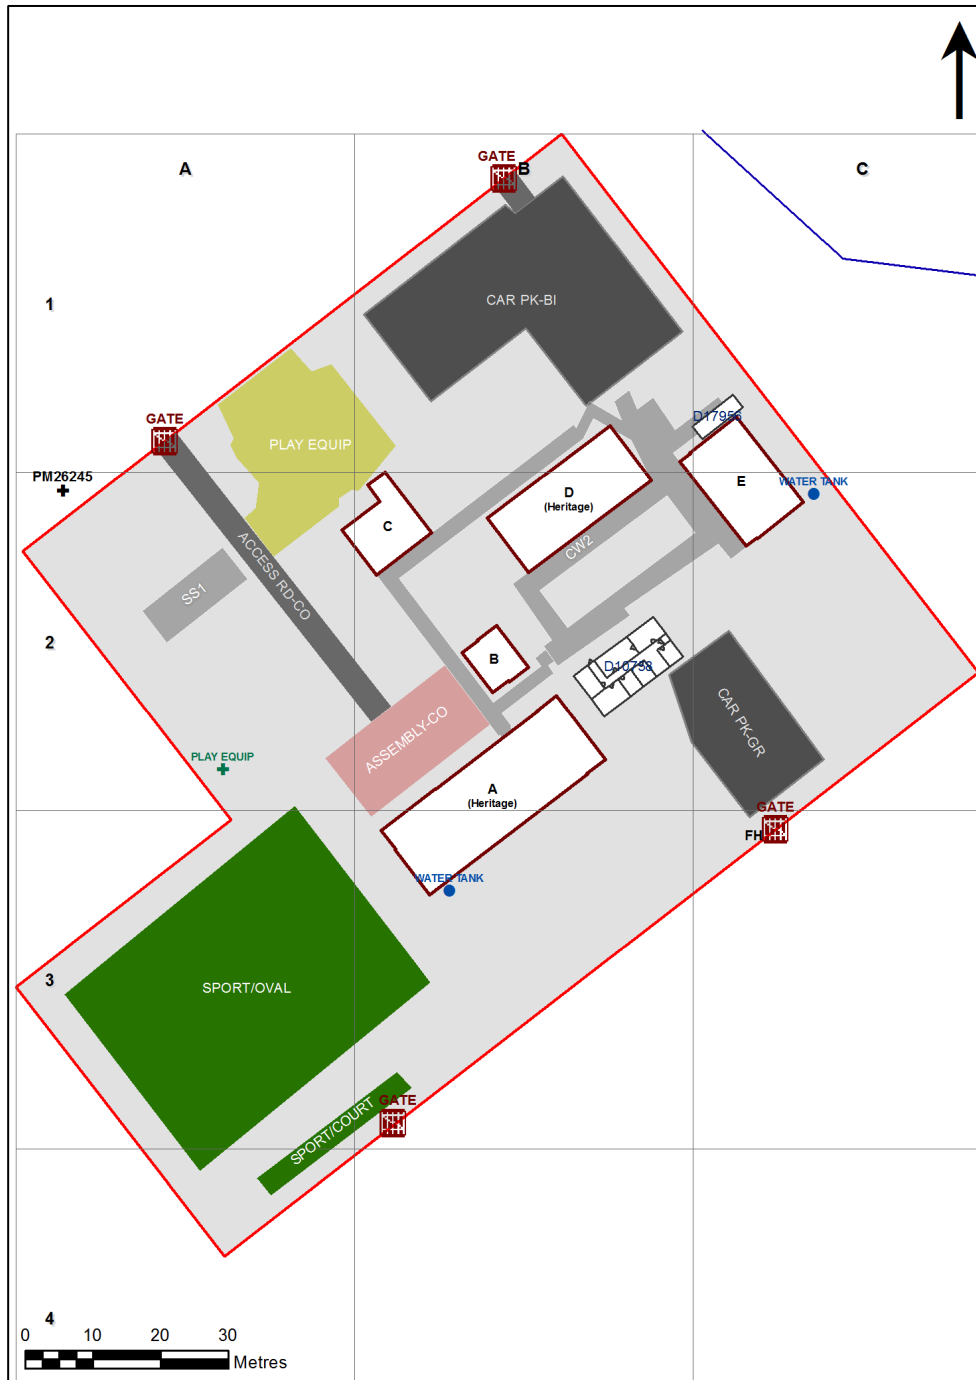 GATE
A
B
C
1
CAR PK-BI
D17956
GATE
PLAY EQUIP
PM26245
WATER TANK
E
D
(Heritage)
C
CW2
ACCESS RD-CO
SS1
2
B
D10758
CAR PK-GR
ASSEMBLY-CO
PLAY EQUIP
A
(Heritage)
GATE
FH
WATER TANK
3
SPORT/OVAL
GATE
SPORT/COURT
4
0 10 20 30
Metres